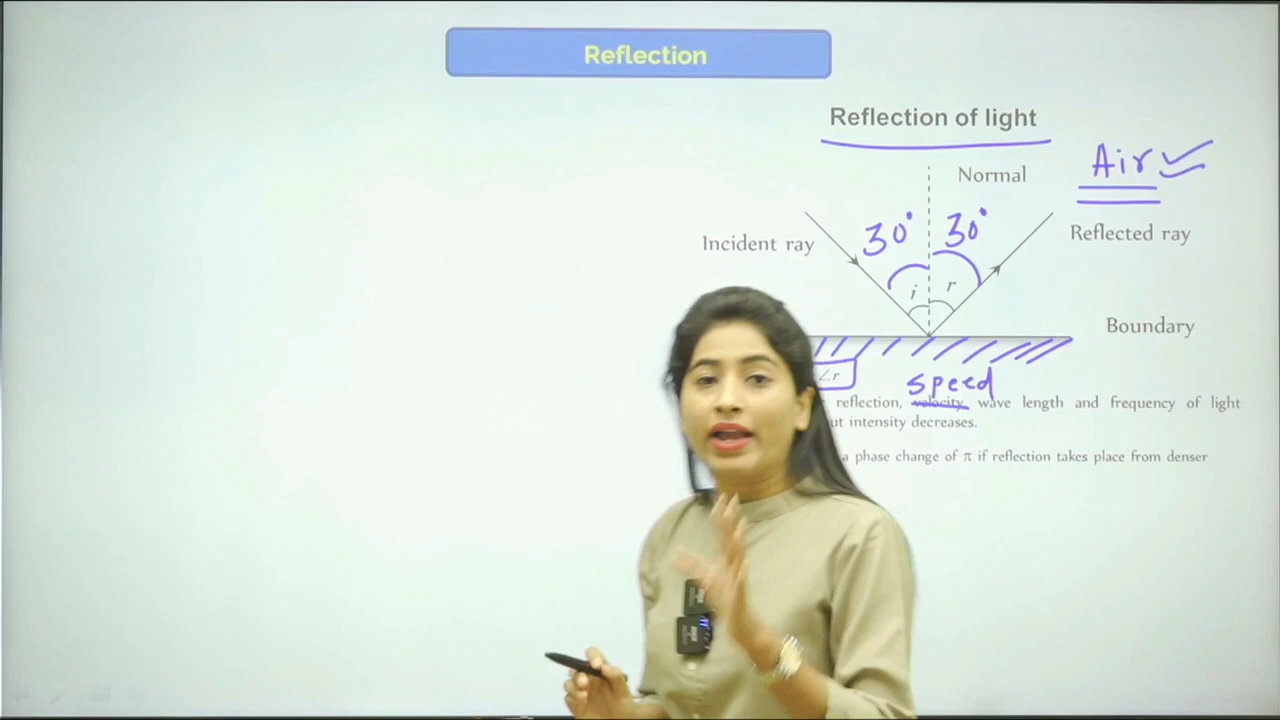 Reflection
Reflection of light
Air
Normal
30° 30°
Incident ray
Reflected ray
i r
Boundary
∠r
speed
reflection, velocity, wave length and frequency of light
intensity decreases.
a phase change of π if reflection takes place from denser